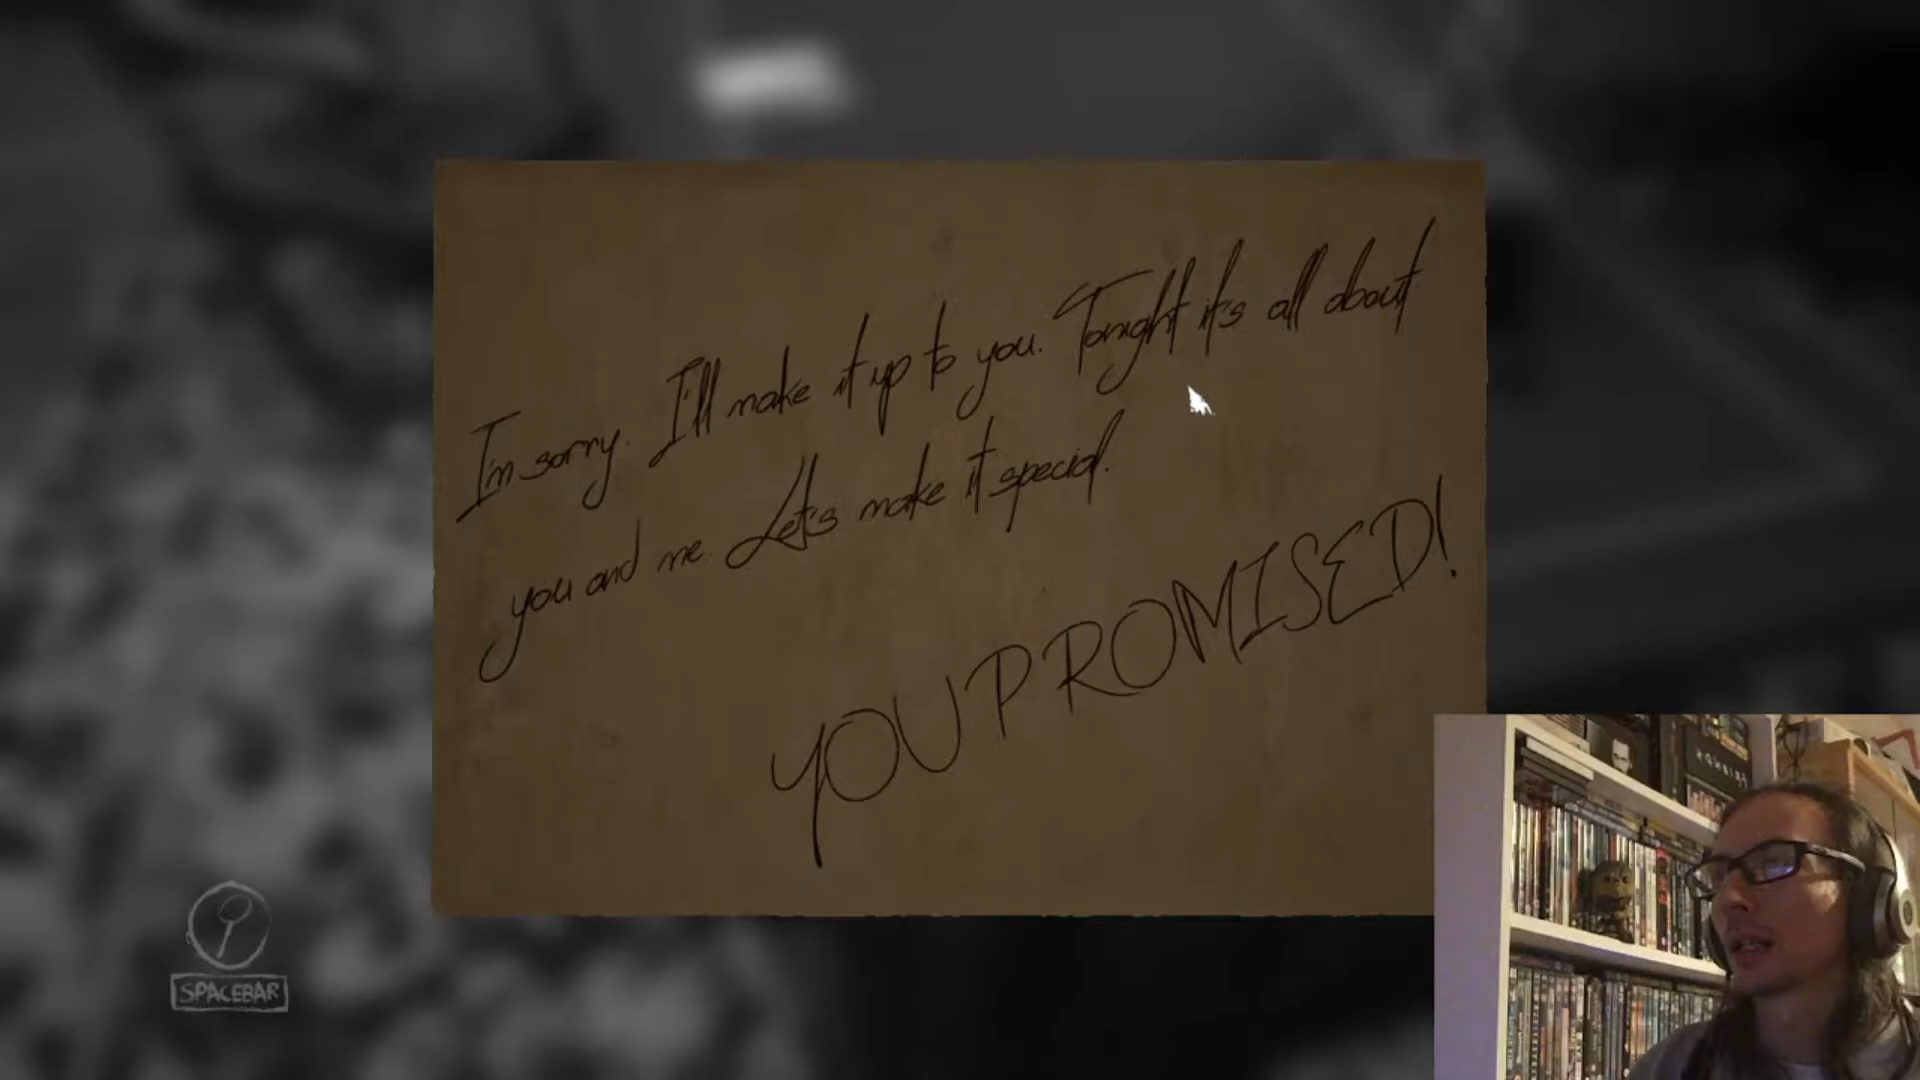 I'm sorry. I'll make it up to you. Tonight it's all about
you and me. Let's make it special.
YOU PROMISED!
SPACEBAR